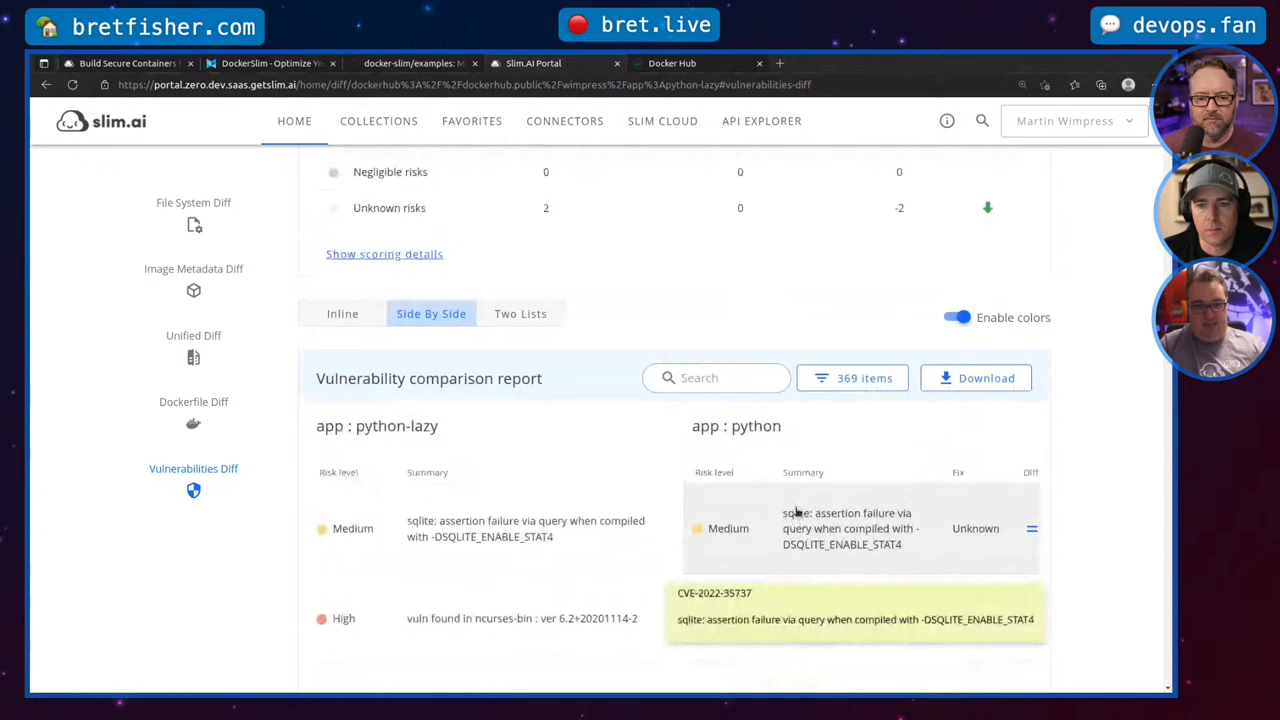 bretfisher.com
bret.live
devops.fan
Build Secure Containers
DockerSlim - Optimize Yo
docker-slim/examples: M
Slim.AI Portal
Docker Hub
https://portal.zero.dev.saas.getslim.ai/home/diff/dockerhub%3A%2F%2Fdockerhub.public%2Fwimpress%2Fapp%3Apython-lazy#vulnerabilities-diff
slim.ai
HOME
COLLECTIONS
FAVORITES
CONNECTORS
SLIM CLOUD
API EXPLORER
Martin Wimpress
File System Diff
Image Metadata Diff
Unified Diff
Dockerfile Diff
Vulnerabilities Diff
Negligible risks 0 0 0
Unknown risks 2 0 -2
Show scoring details
Inline
Side By Side
Two Lists
Enable colors
Vulnerability comparison report
Search
369 items
Download
app : python-lazy
Risk level Summary
Medium
sqlite: assertion failure via query when compiled
with -DSQLITE_ENABLE_STAT4
High
vuln found in ncurses-bin : ver 6.2+20201114-2
app : python
Risk level Summary Fix Diff
Medium
sqlite: assertion failure via
query when compiled with -
DSQLITE_ENABLE_STAT4
Unknown
CVE-2022-35737
sqlite: assertion failure via query when compiled with -DSQLITE_ENABLE_STAT4